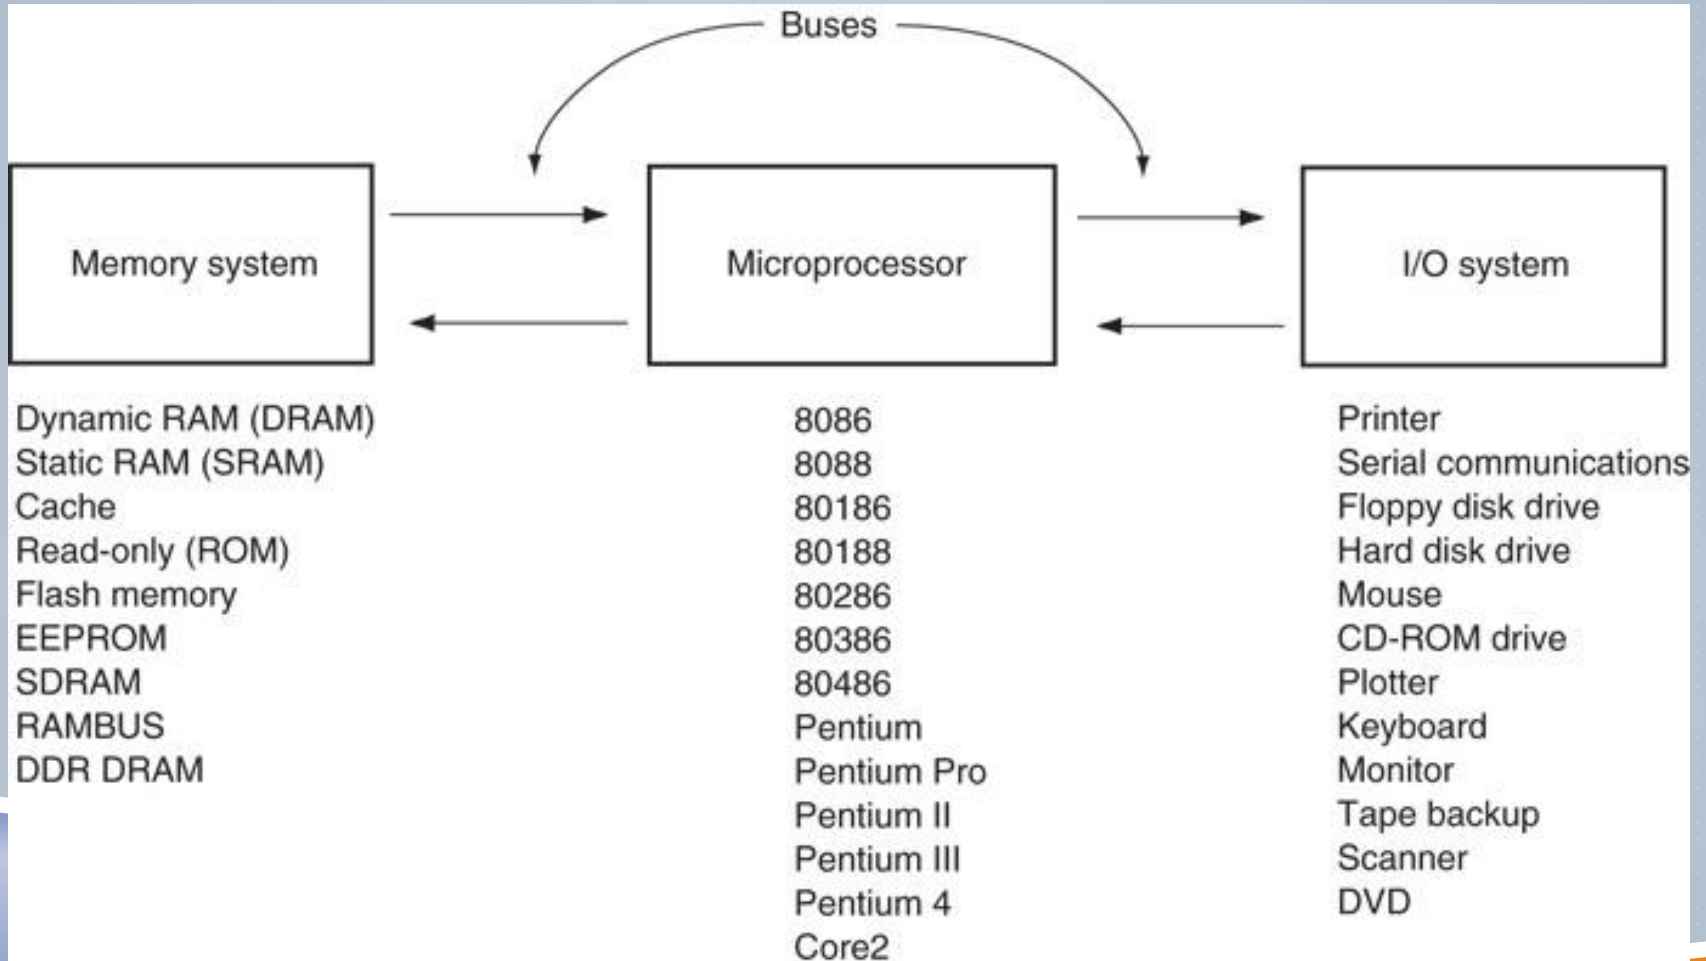 Buses
Memory system
Microprocessor
I/O system
Dynamic RAM (DRAM)
Static RAM (SRAM)
Cache
Read-only (ROM)
Flash memory
EEPROM
SDRAM
RAMBUS
DDR DRAM
8086
8088
80186
80188
80286
80386
80486
Pentium
Pentium Pro
Pentium II
Pentium III
Pentium 4
Core2
Printer
Serial communications
Floppy disk drive
Hard disk drive
Mouse
CD-ROM drive
Plotter
Keyboard
Monitor
Tape backup
Scanner
DVD